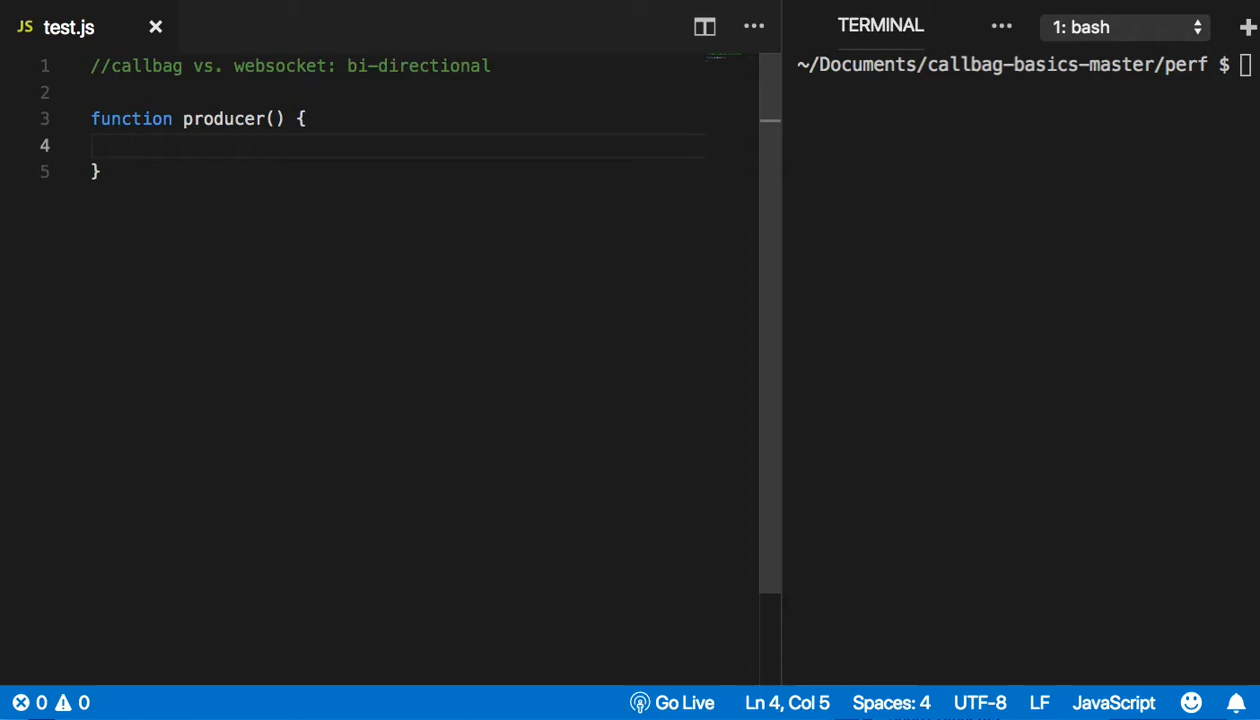 JS test.js
TERMINAL
1: bash
1 //callbag vs. websocket: bi-directional
2
3 function producer() {
4
5 }
~/Documents/callbag-basics-master/perf $
0 0
Go Live
Ln 4, Col 5
Spaces: 4
UTF-8
LF
JavaScript